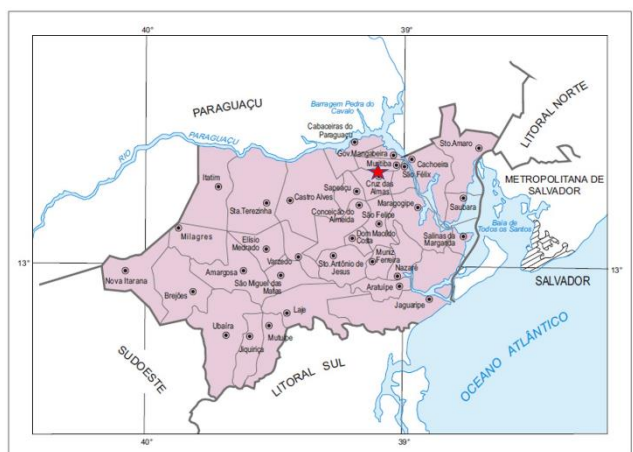 40°
39°
PARAGUAÇU
Barragem Pedra do
Cavalo
LITORAL NORTE
Cabaceiras do
Paraguaçu
RIO
PARAGUAÇU
Sto.Amaro
Gov.Mangabeira
Muritiba
Cachoeira
São Félix
METROPOLITANA DE
SALVADOR
Itatim
Sapeaçu
Cruz das
Almas
Castro Alves
Sta.Terezinha
Conceição do
Almeida
Maragogipe
Saubara
São Felipe
Baía de
Todos os Santos
Milagres
Dom Macedo
Costa
Salinas da
Margarida
Elísio
Medrado
Varzedo
Sto.Antônio de
Jesus
Muniz
Ferreira
13°
13°
Nova Itarana
Amargosa
São Miguel das
Matas
Nazaré
SALVADOR
Brejões
Aratuípe
Jaguaripe
Laje
Ubaíra
Mutuípe
Jiquiriçá
OCEANO ATLÂNTICO
SUDOESTE
LITORAL SUL
40°
39°